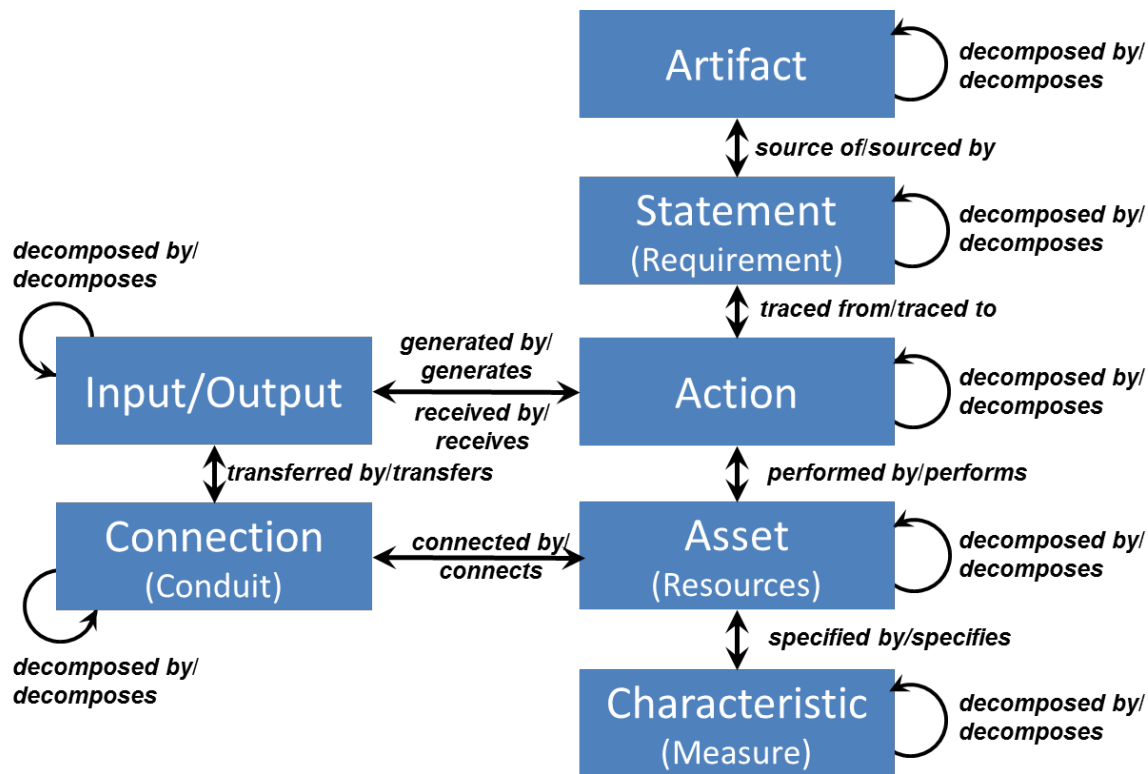 Artifact
decomposed by/
decomposes
source of/sourced by
Statement
(Requirement)
decomposed by/
decomposes
decomposed by/
decomposes
traced from/traced to
Input/Output
generated by/
generates
received by/
receives
Action
decomposed by/
decomposes
transferred by/transfers
performed by/performs
Connection
(Conduit)
connected by/
connects
Asset
(Resources)
decomposed by/
decomposes
decomposed by/
decomposes
specified by/specifies
Characteristic
(Measure)
decomposed by/
decomposes